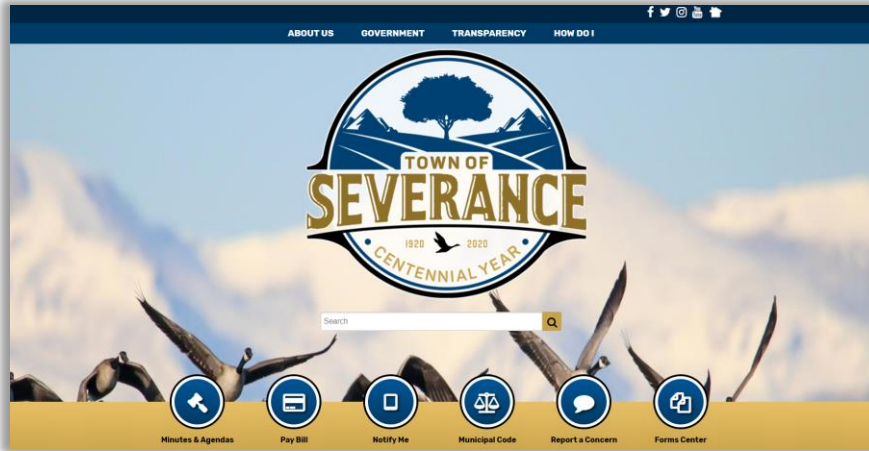 ABOUT US GOVERNMENT TRANSPARENCY HOW DO I
TOWN OF
SEVERANCE
1920 2020
CENTENNIAL YEAR
Search
Minutes & Agendas Pay Bill Notify Me Municipal Code Report a Concern Forms Center